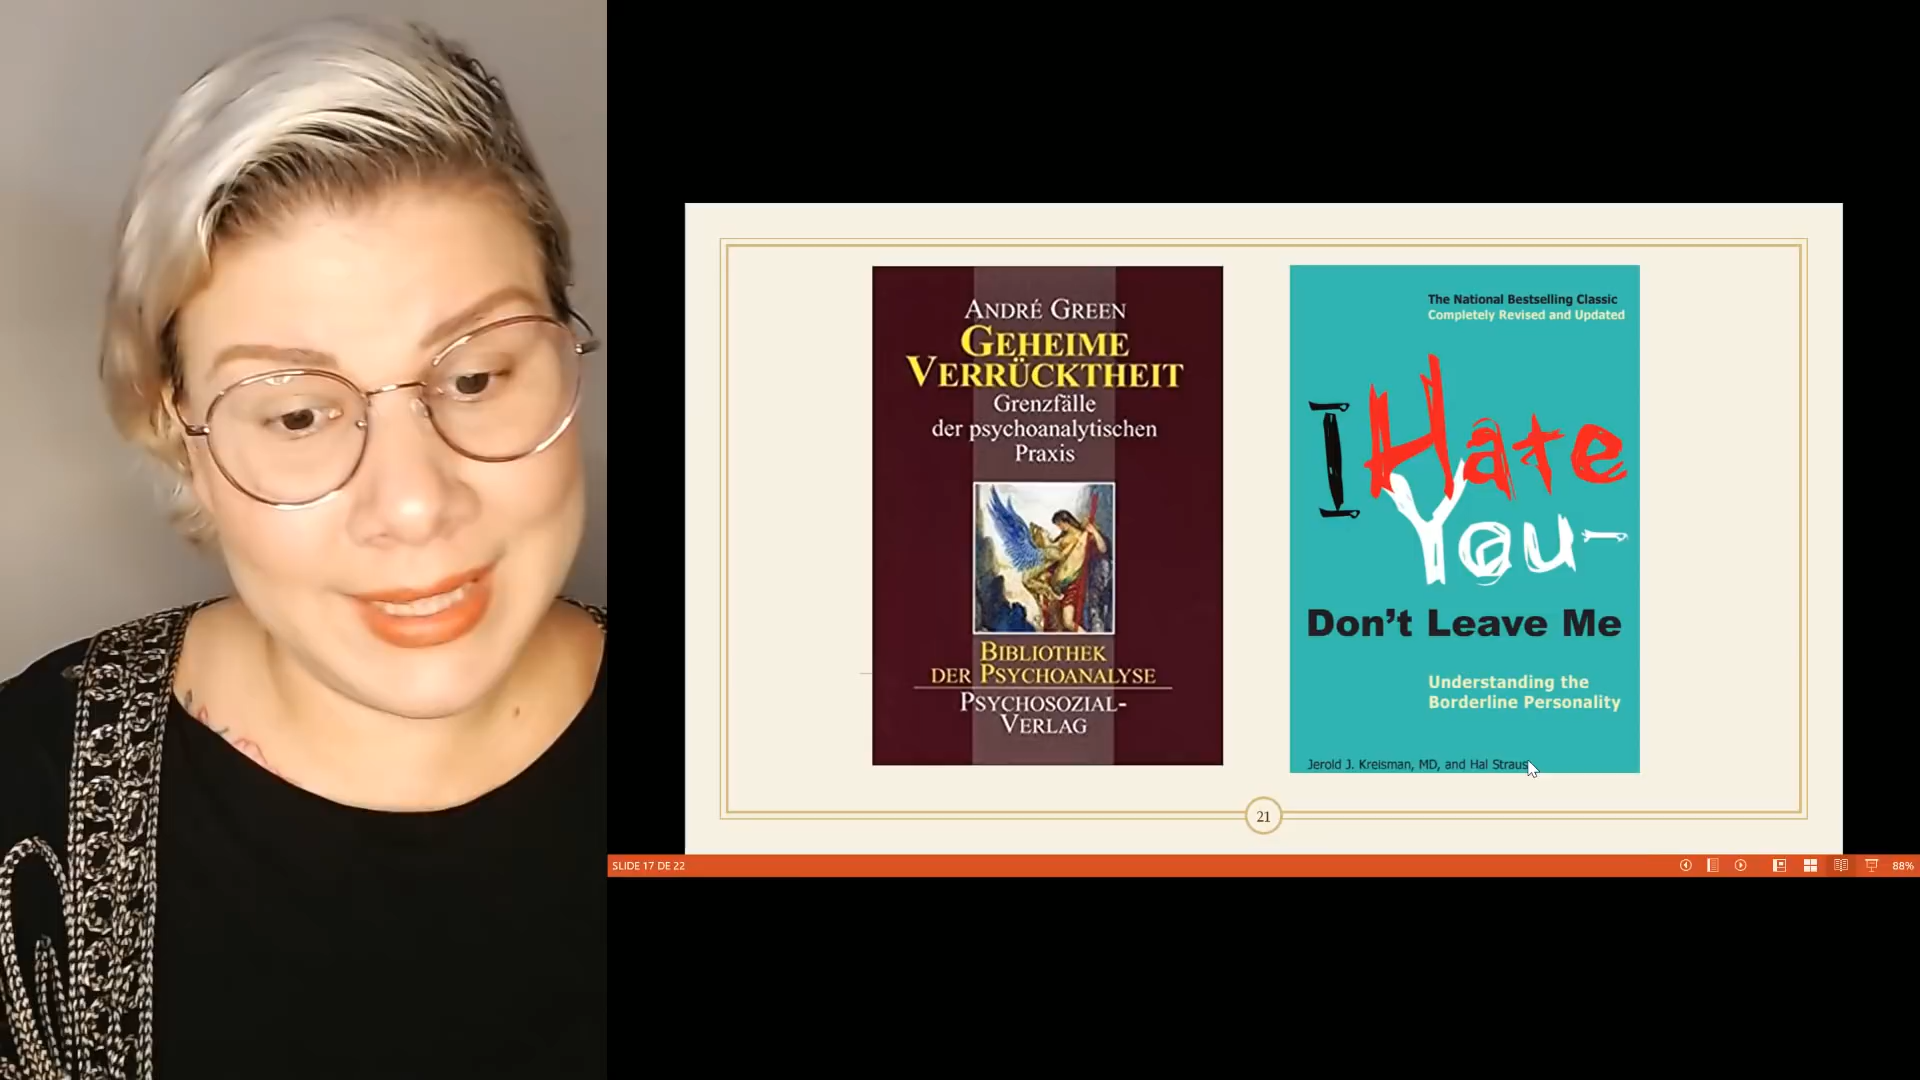 ANDRÉ GREEN
GEHEIME
VERRÜCKTHEIT
Grenzfälle
der psychoanalytischen
Praxis
BIBLIOTHEK
DER PSYCHOANALYSE
PSYCHOSOZIAL-
VERLAG
The National Bestselling Classic
Completely Revised and Updated
I Hate
You-
Don't Leave Me
Understanding the
Borderline Personality
Jerold J. Kreisman, MD, and Hal Straus
21
SLIDE 17 DE 22
88%